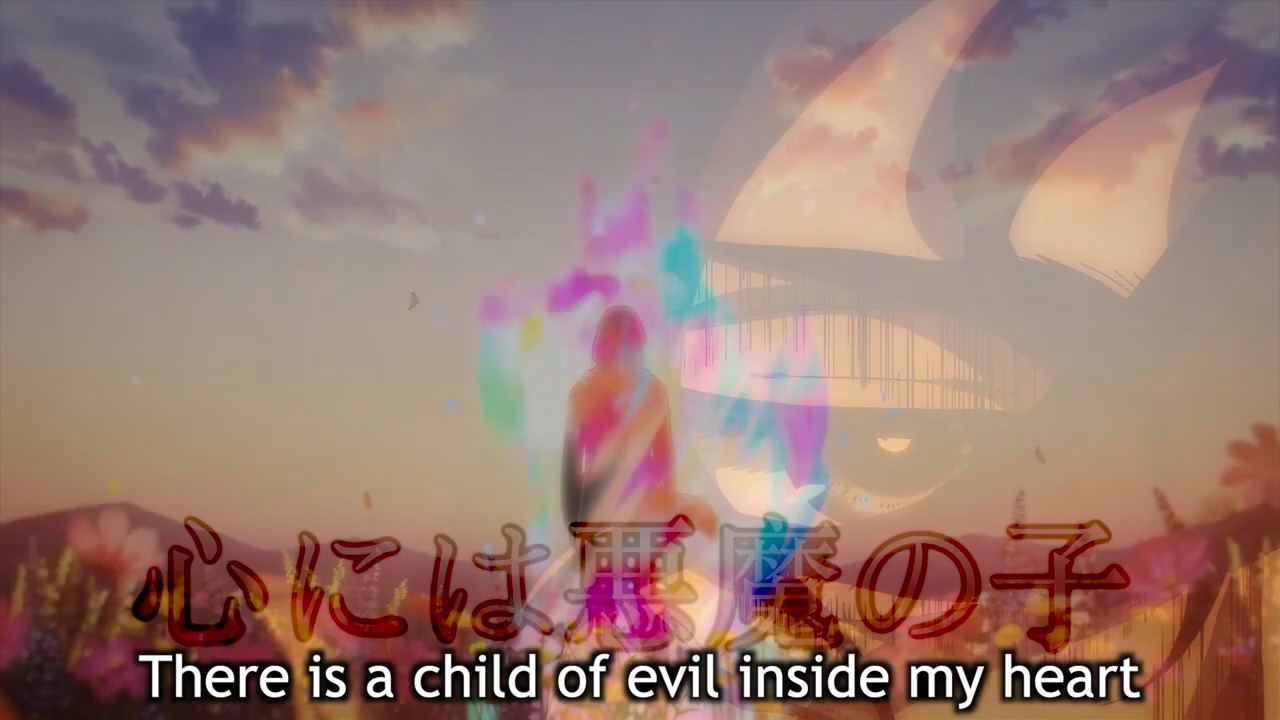 心には悪魔の子
There is a child of evil inside my heart